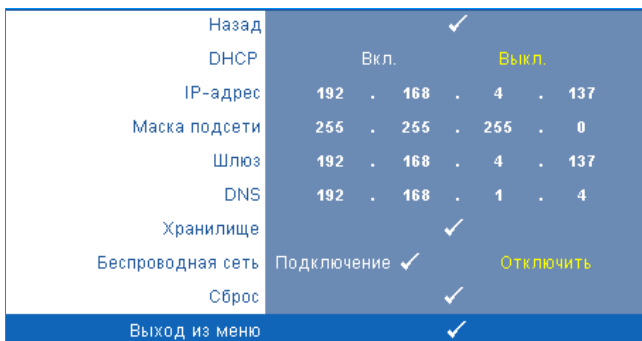 Назад ✓
DHCP Вкл. Выкл.
IP-адрес 192 . 168 . 4 . 137
Маска подсети 255 . 255 . 255 . 0
Шлюз 192 . 168 . 4 . 137
DNS 192 . 168 . 1 . 4
Хранилище ✓
Беспроводная сеть Подключение ✓ Отключить
Сброс ✓
Выход из меню ✓